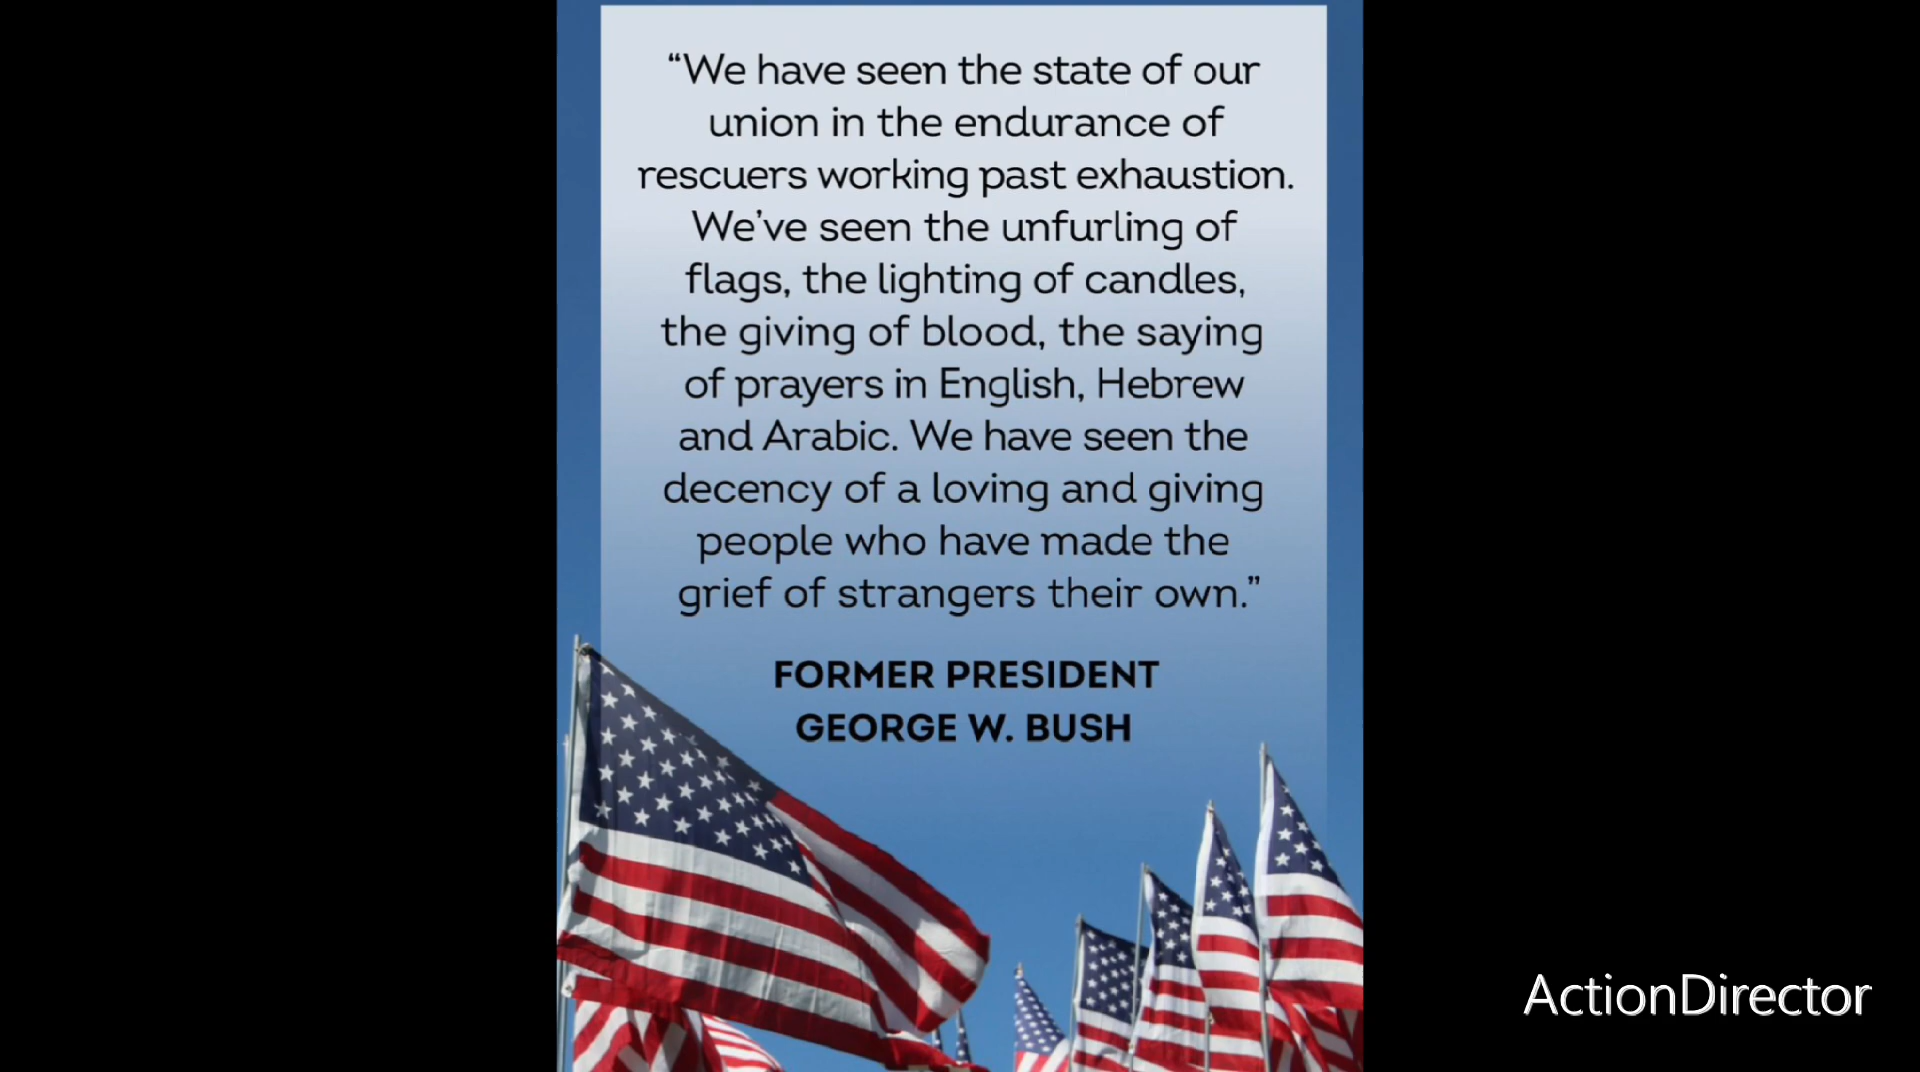 “We have seen the state of our
union in the endurance of
rescuers working past exhaustion.
We’ve seen the unfurling of
flags, the lighting of candles,
the giving of blood, the saying
of prayers in English, Hebrew
and Arabic. We have seen the
decency of a loving and giving
people who have made the
grief of strangers their own.”
FORMER PRESIDENT
GEORGE W. BUSH
ActionDirector